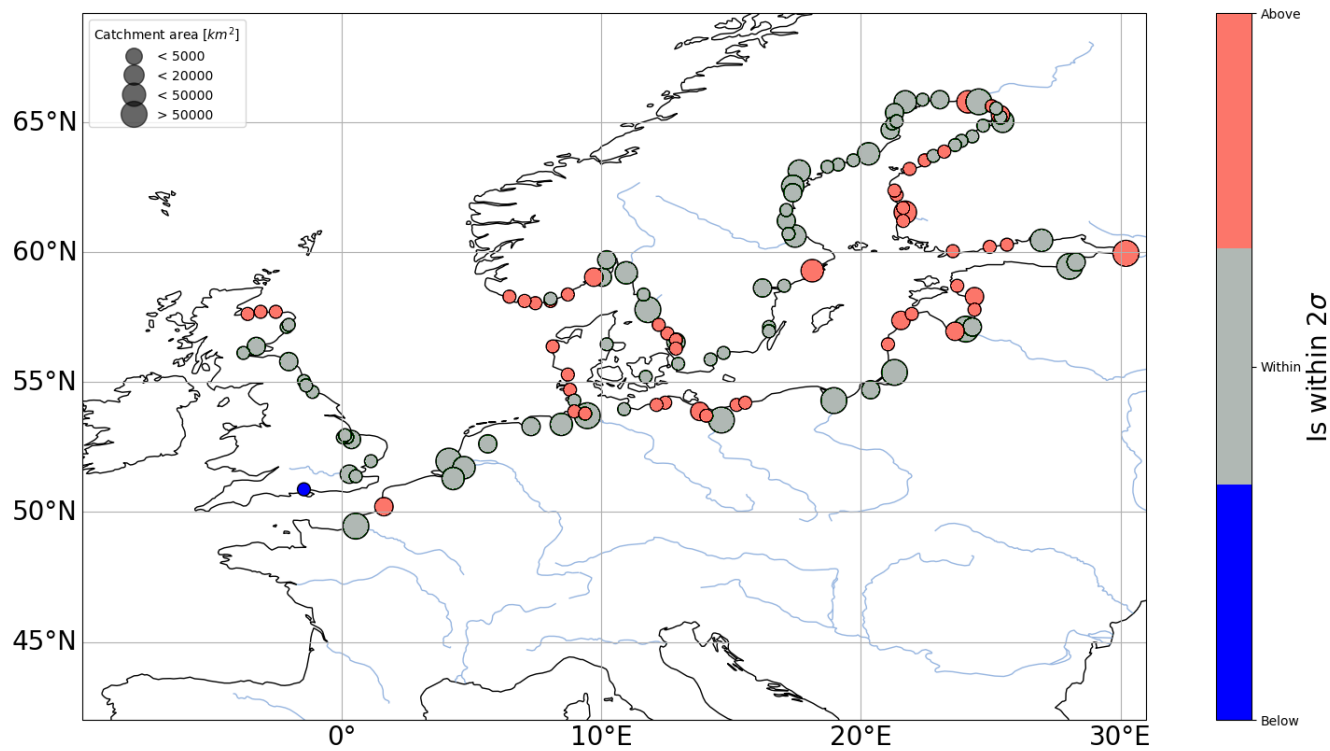 Catchment area [km²]
< 5000
< 20000
< 50000
> 50000
65°N
60°N
55°N
50°N
45°N
0°
10°E
20°E
30°E
Above
Within
Below
Is within 2σ